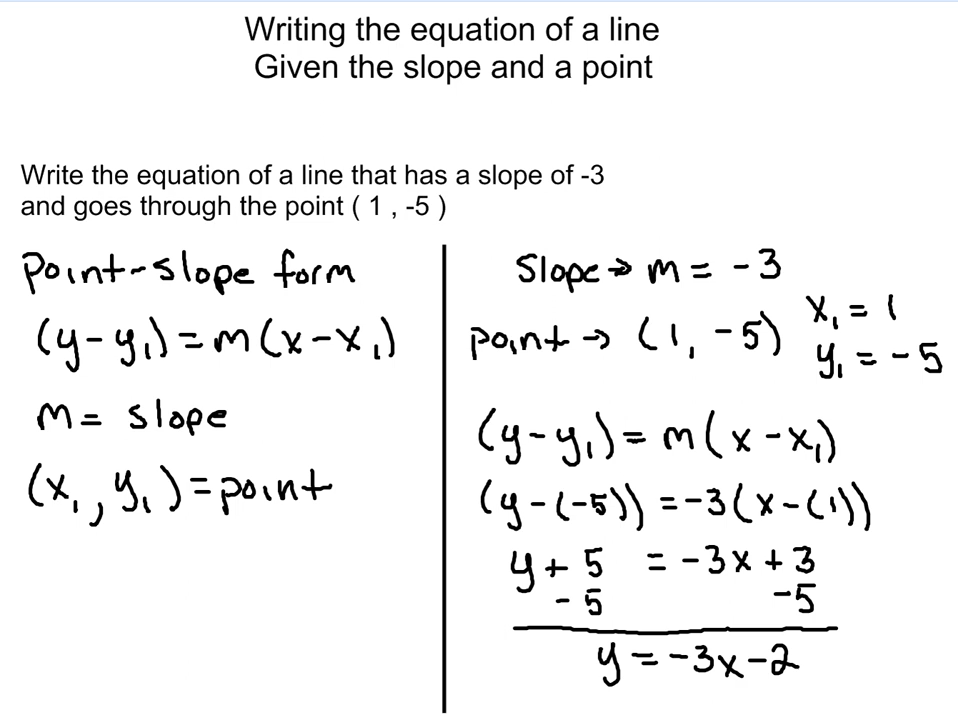 Writing the equation of a line
Given the slope and a point
Write the equation of a line that has a slope of -3
and goes through the point ( 1 , -5 )
Point-slope form
(y-y₁)=m(x-x₁)
m= slope
(x₁,y₁)=point
Slope→ m = -3
point → (1, -5)
x₁ = 1
y₁ = -5
(y-y₁)=m(x-x₁)
(y-(-5))=-3(x-(1))
y+5 = -3x+3
-5 -5
y=-3x-2